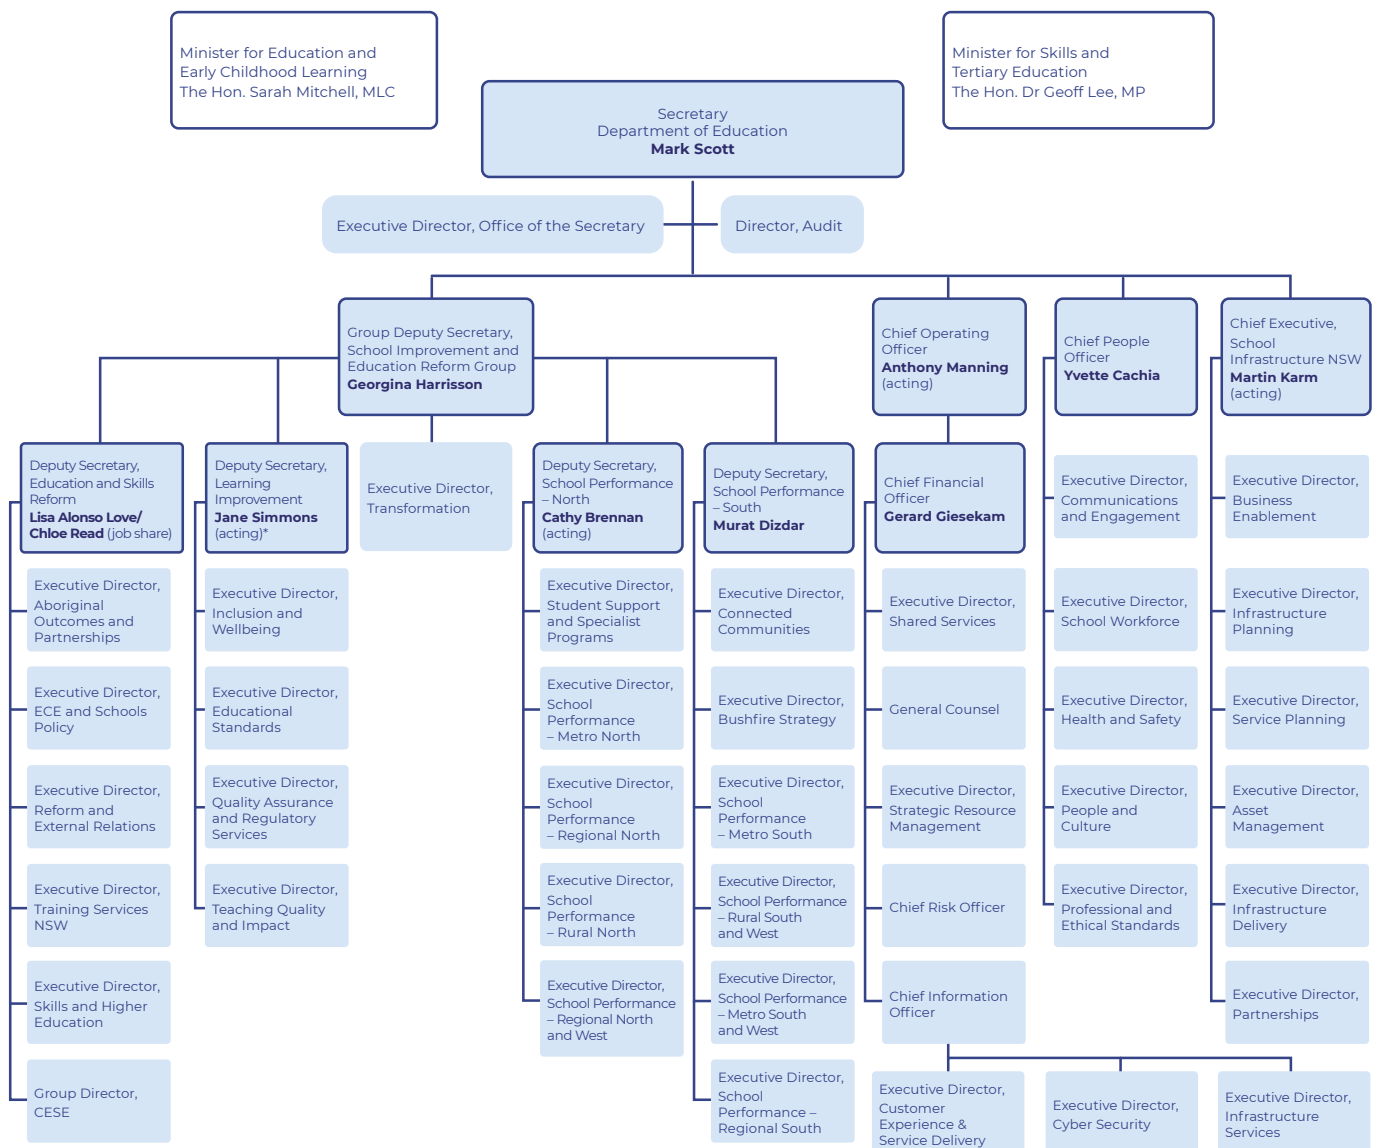 Minister for Education and
Early Childhood Learning
The Hon. Sarah Mitchell, MLC
Minister for Skills and
Tertiary Education
The Hon. Dr Geoff Lee, MP
Secretary
Department of Education
Mark Scott
Executive Director, Office of the Secretary
Director, Audit
Group Deputy Secretary,
School Improvement and
Education Reform Group
Georgina Harrisson
Chief Operating
Officer
Anthony Manning
(acting)
Chief People
Officer
Yvette Cachia
Chief Executive,
School
Infrastructure NSW
Martin Karm
(acting)
Deputy Secretary,
Education and Skills
Reform
Lisa Alonso Love/
Chloe Read (job share)
Deputy Secretary,
Learning
Improvement
Jane Simmons
(acting)*
Executive Director,
Transformation
Deputy Secretary,
School Performance
– North
Cathy Brennan
(acting)
Deputy Secretary,
School Performance
– South
Murat Dizdar
Chief Financial
Officer
Gerard Giesekam
Executive Director,
Aboriginal
Outcomes and
Partnerships
Executive Director,
ECE and Schools
Policy
Executive Director,
Reform and
External Relations
Executive Director,
Training Services
NSW
Executive Director,
Skills and Higher
Education
Group Director,
CESE
Executive Director,
Inclusion and
Wellbeing
Executive Director,
Educational
Standards
Executive Director,
Quality Assurance
and Regulatory
Services
Executive Director,
Teaching Quality
and Impact
Executive Director,
Student Support
and Specialist
Programs
Executive Director,
School
Performance
– Metro North
Executive Director,
School
Performance
– Regional North
Executive Director,
School
Performance
– Rural North
Executive Director,
School Performance
– Regional North
and West
Executive Director,
Connected
Communities
Executive Director,
Bushfire Strategy
Executive Director,
School
Performance
– Metro South
Executive Director,
School Performance
– Rural South
and West
Executive Director,
School Performance
– Metro South
and West
Executive Director,
School
Performance –
Regional South
Executive Director,
Shared Services
General Counsel
Executive Director,
Strategic Resource
Management
Chief Risk Officer
Chief Information
Officer
Executive Director,
Customer
Experience &
Service Delivery
Executive Director,
Cyber Security
Executive Director,
Infrastructure
Services
Executive Director,
Communications
and Engagement
Executive Director,
School Workforce
Executive Director,
Health and Safety
Executive Director,
People and
Culture
Executive Director,
Professional and
Ethical Standards
Executive Director,
Business
Enablement
Executive Director,
Infrastructure
Planning
Executive Director,
Service Planning
Executive Director,
Asset
Management
Executive Director,
Infrastructure
Delivery
Executive Director,
Partnerships